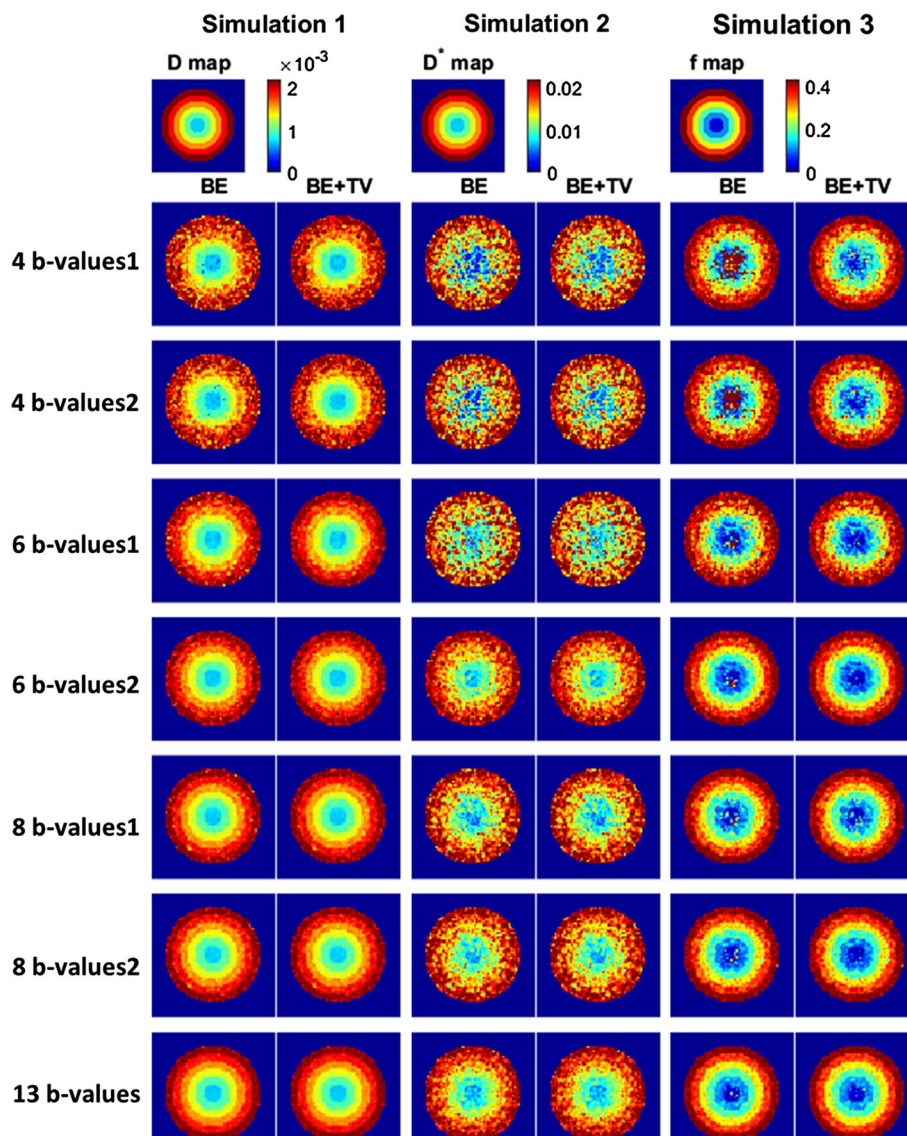 Simulation 1 Simulation 2 Simulation 3
D map ×10⁻³ D* map f map
2 0.02 0.4
1 0.01 0.2
0 0 0
BE BE+TV BE BE+TV BE BE+TV
4 b-values1
4 b-values2
6 b-values1
6 b-values2
8 b-values1
8 b-values2
13 b-values